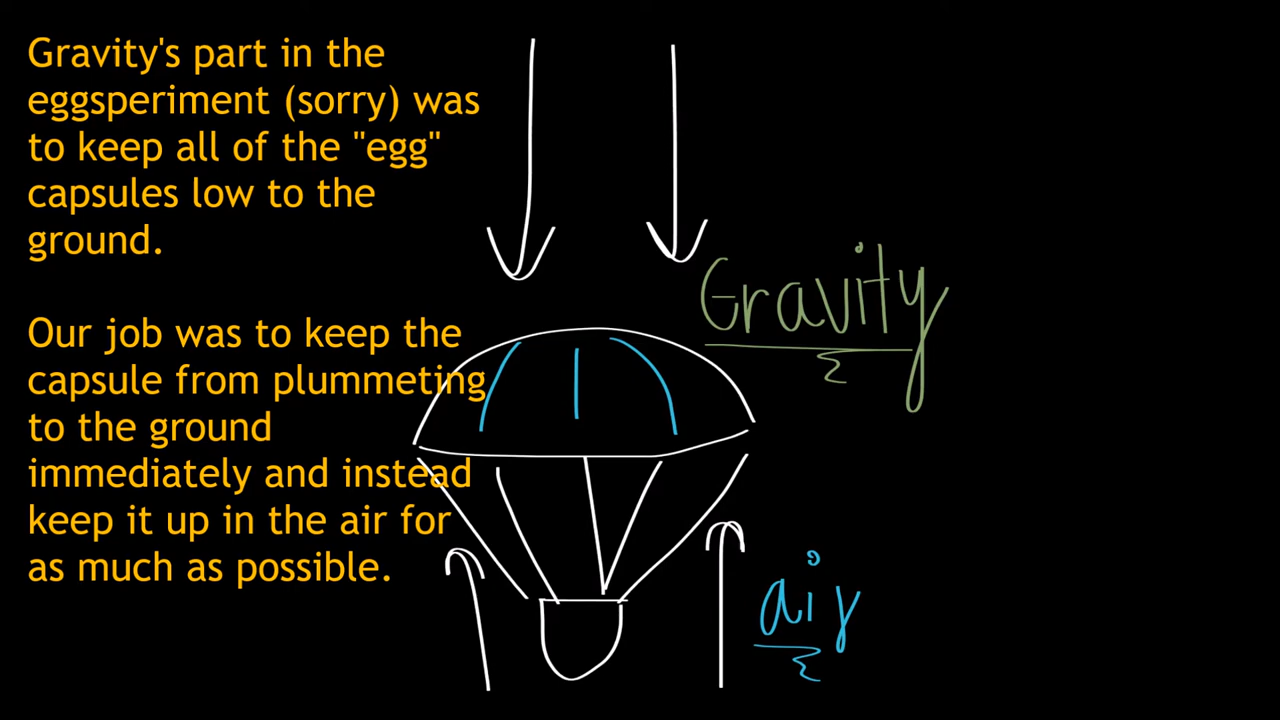 Gravity's part in the
eggsperiment (sorry) was
to keep all of the "egg"
capsules low to the
ground.
Our job was to keep the
capsule from plummeting
to the ground
immediately and instead
keep it up in the air for
as much as possible.
Gravity
air